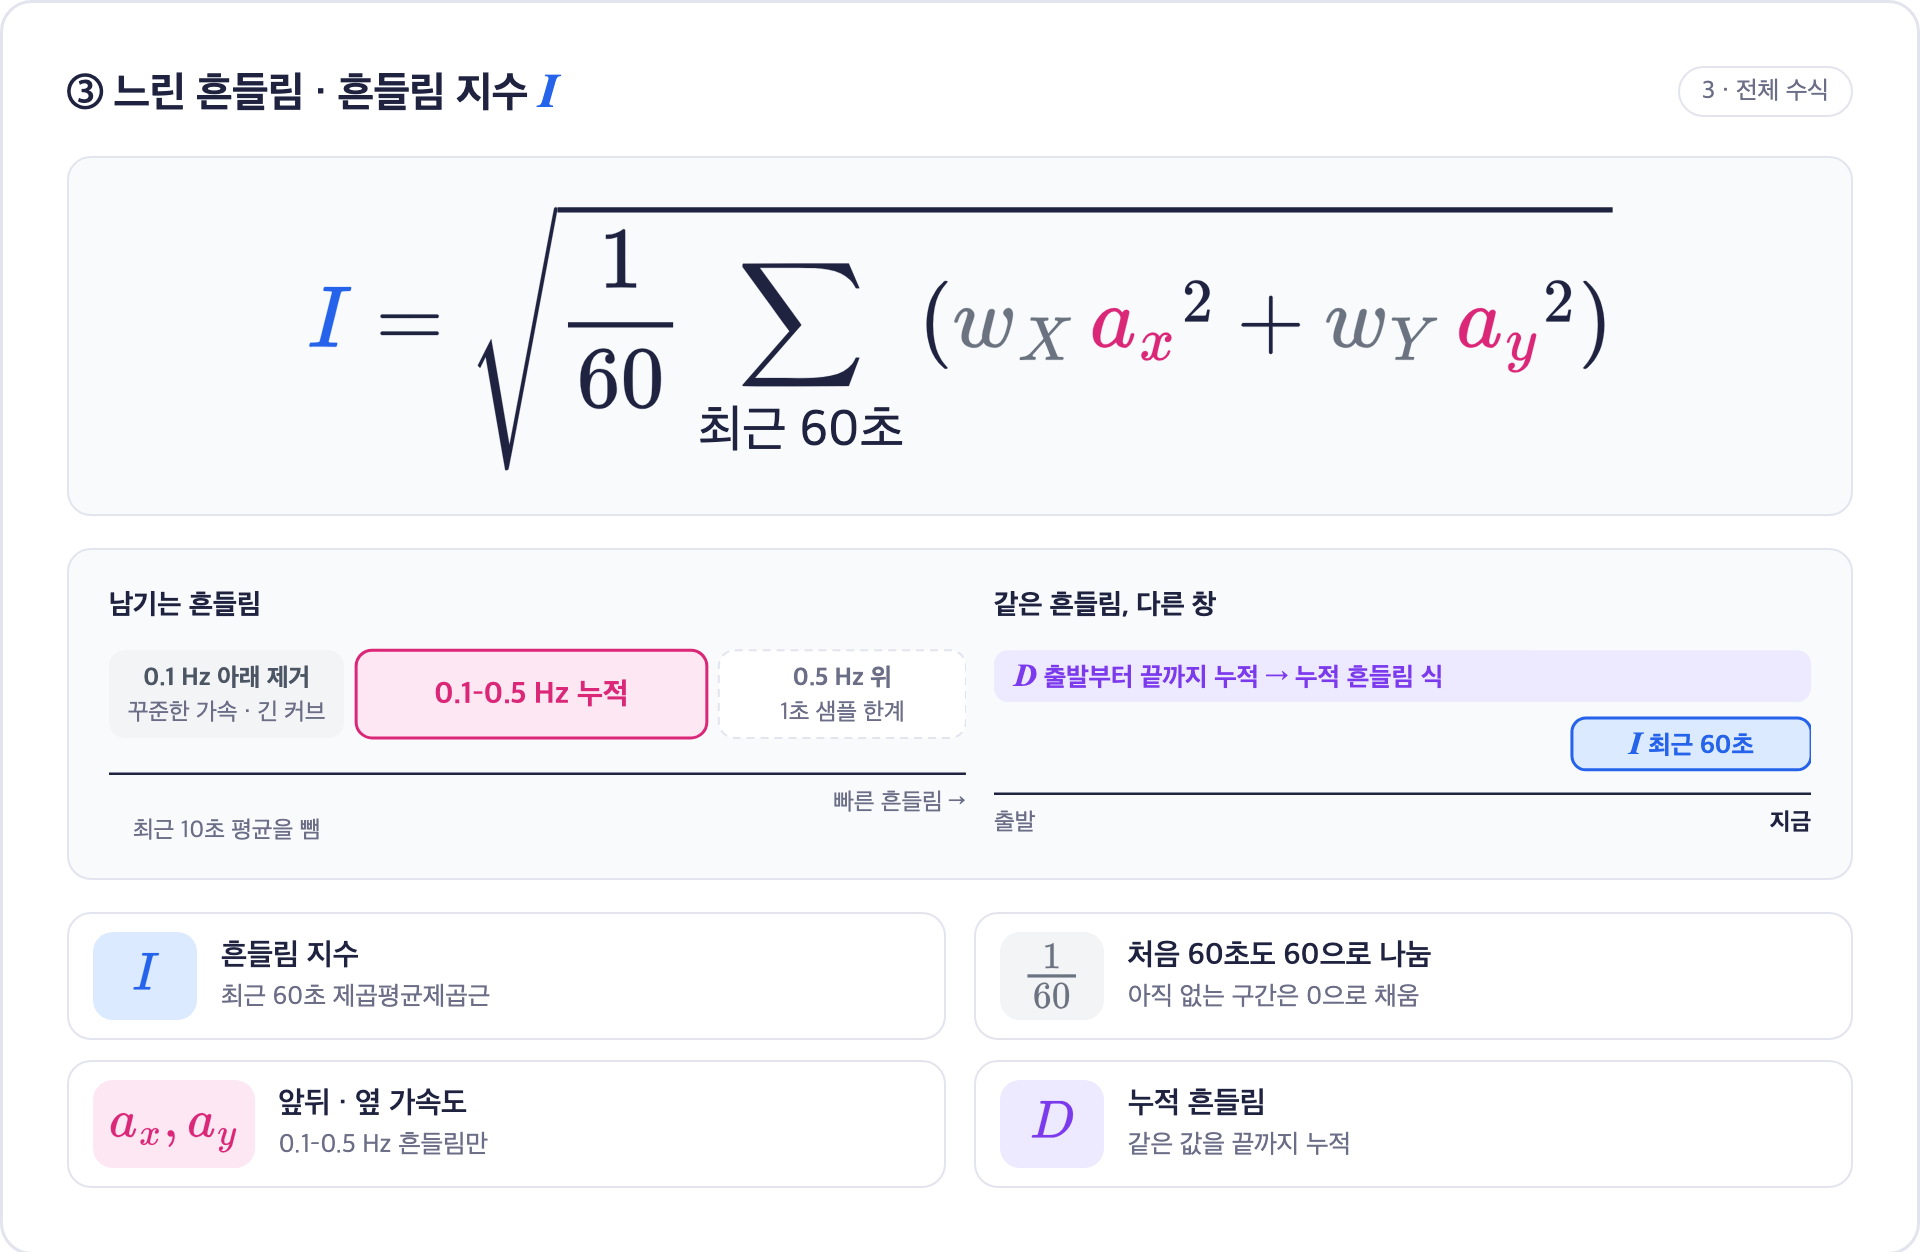 ③ 느린 흔들림 · 흔들림 지수 I
3 · 전체 수식
I = √( 1/60 ∑ (w_X a_x² + w_Y a_y²) )
최근 60초
남기는 흔들림
0.1 Hz 아래 제거
꾸준한 가속 · 긴 커브
0.1-0.5 Hz 누적
0.5 Hz 위
1초 샘플 한계
빠른 흔들림 →
최근 10초 평균을 뺌
같은 흔들림, 다른 창
D 출발부터 끝까지 누적 → 누적 흔들림 식
I 최근 60초
출발
지금
I
흔들림 지수
최근 60초 제곱평균제곱근
1/60
처음 60초도 60으로 나눔
아직 없는 구간은 0으로 채움
a_x, a_y
앞뒤 · 옆 가속도
0.1-0.5 Hz 흔들림만
D
누적 흔들림
같은 값을 끝까지 누적